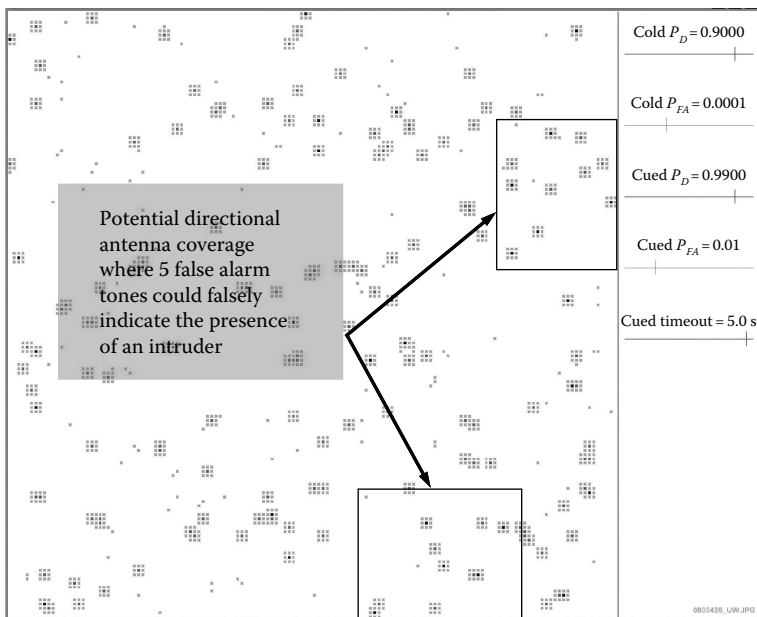 Cold P_D = 0.9000
Cold P_FA = 0.0001
Cued P_D = 0.9900
Cued P_FA = 0.01
Cued timeout = 5.0 s
Potential directional
antenna coverage
where 5 false alarm
tones could falsely
indicate the presence
of an intruder
0600426_UW.JPG